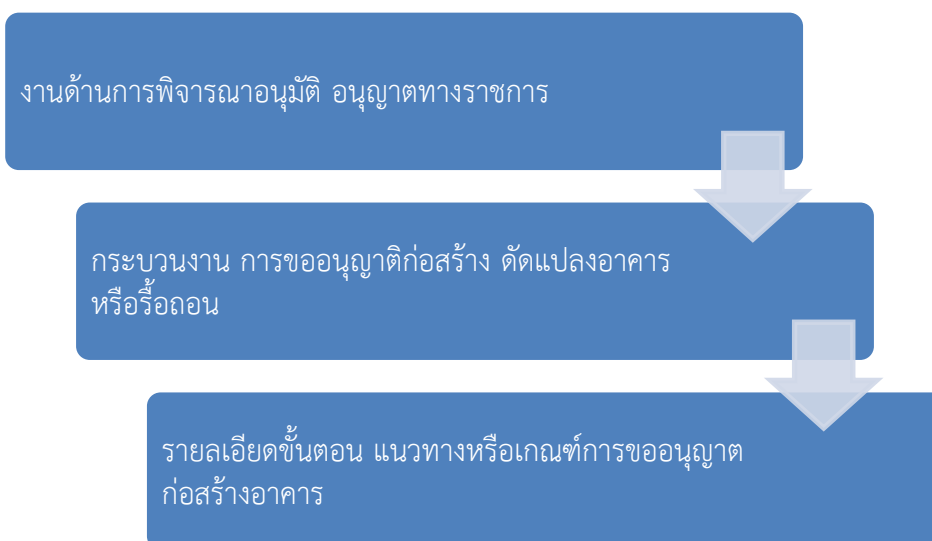 งานด้านการพิจารณาอนุมัติ อนุญาตทางราชการ
กระบวนงาน การขออนุญาติก่อสร้าง ดัดแปลงอาคาร
หรือรื้อถอน
รายลเอียดขั้นตอน แนวทางหรือเกณฑ์การขออนุญาต
ก่อสร้างอาคาร